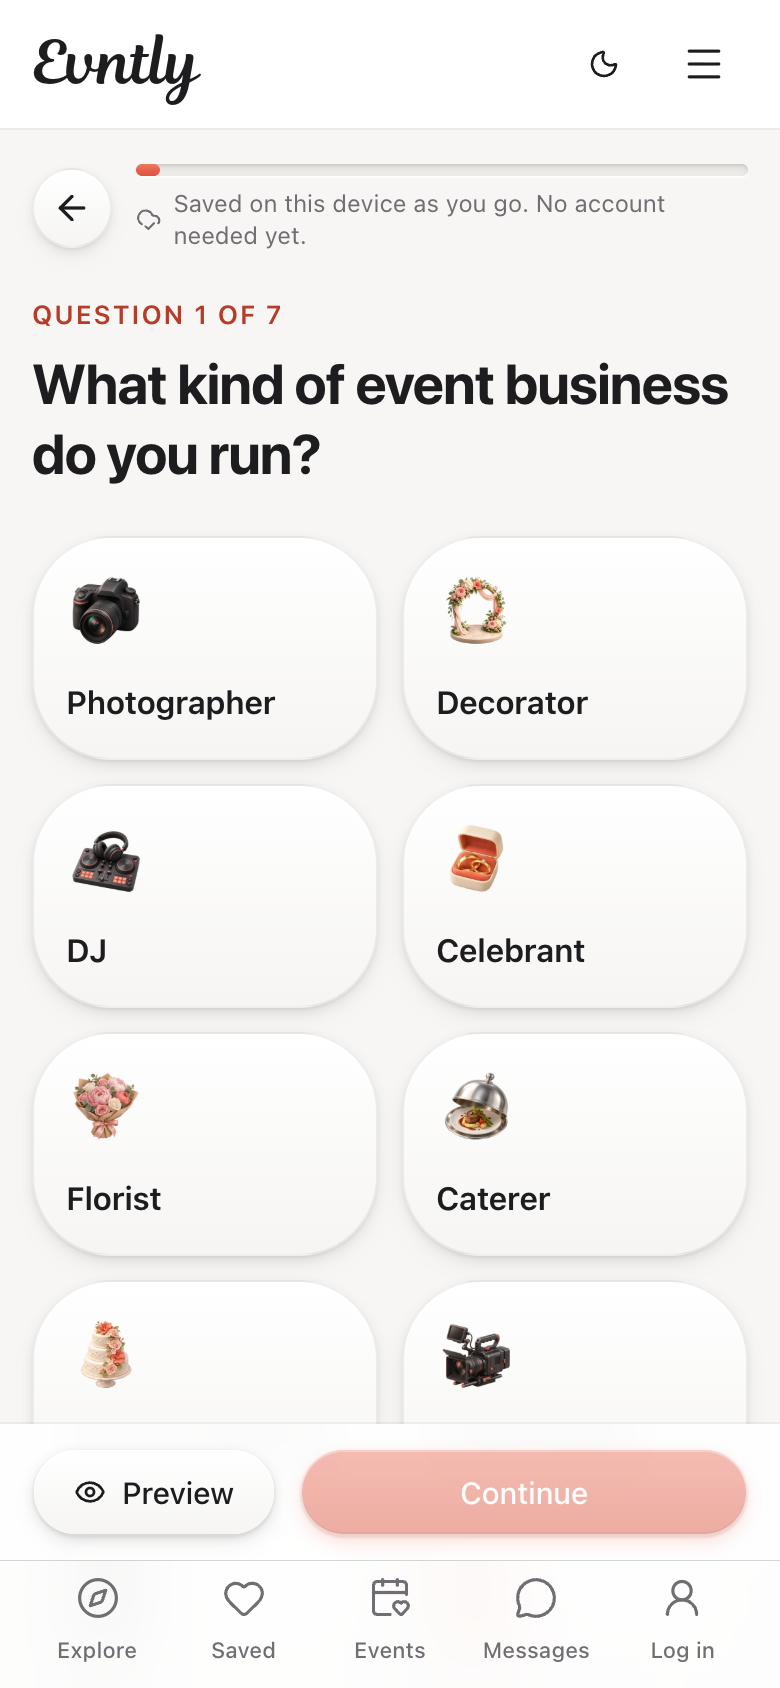 Evntly
Saved on this device as you go. No account
needed yet.
QUESTION 1 OF 7
What kind of event business
do you run?
Photographer
Decorator
DJ
Celebrant
Florist
Caterer
Preview
Continue
Explore
Saved
Events
Messages
Log in